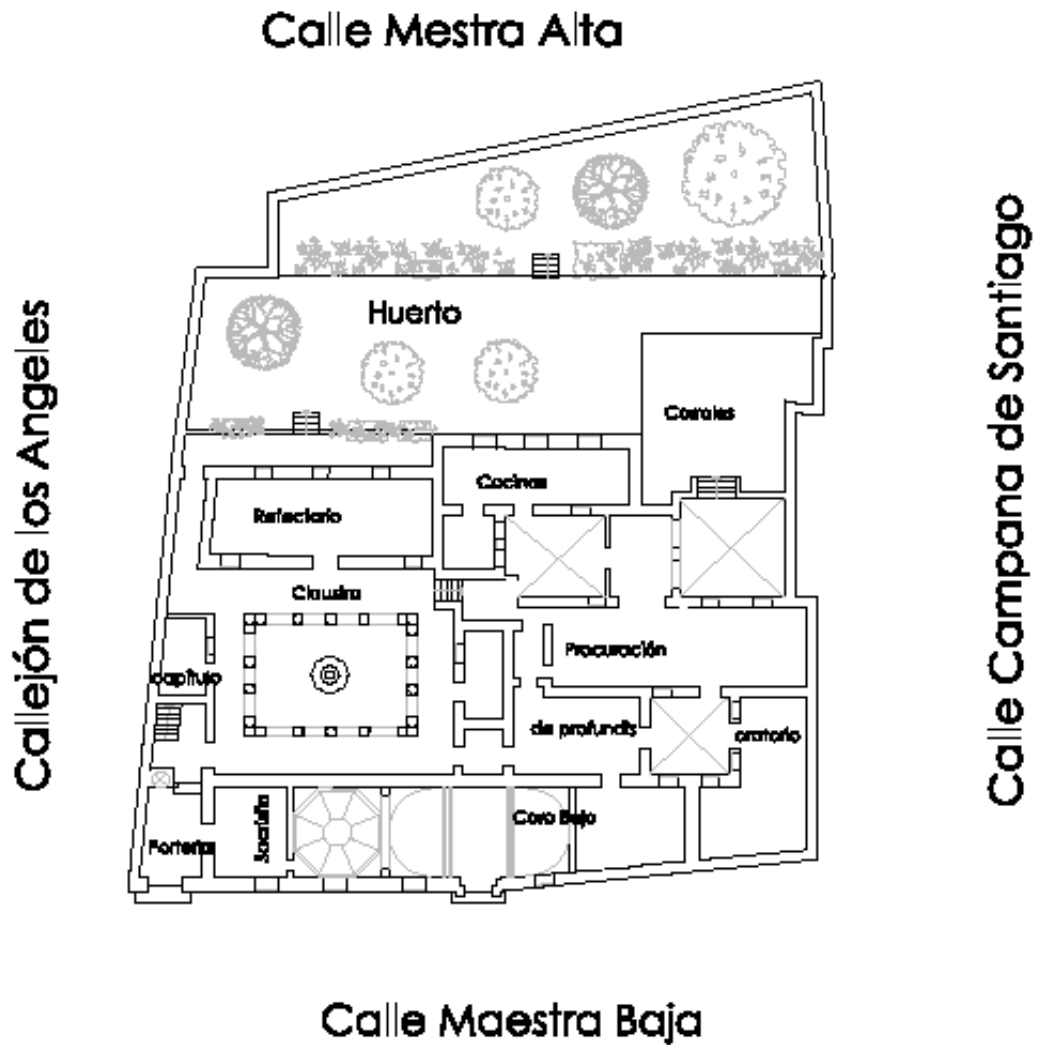 Calle Mestra Alta
Callejón de los Angeles
Calle Campana de Santiago
Huerto
Corrales
Cocinas
Refectorio
Claustro
Procuración
capítulo
de profundis
oratorio
Coro Bajo
Sacristía
Portería
Calle Maestra Baja